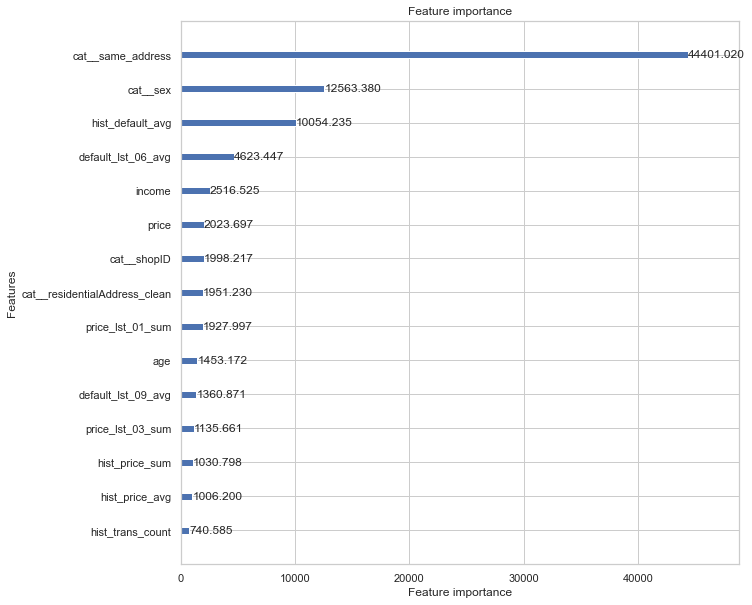 Feature importance
cat__same_address 44401.020
cat__sex 12563.380
hist_default_avg 10054.235
default_lst_06_avg 4623.447
income 2516.525
price 2023.697
cat__shopID 1998.217
cat__residentialAddress_clean 1951.230
price_lst_01_sum 1927.997
age 1453.172
default_lst_09_avg 1360.871
price_lst_03_sum 1135.661
hist_price_sum 1030.798
hist_price_avg 1006.200
hist_trans_count 740.585
Features
0 10000 20000 30000 40000
Feature importance